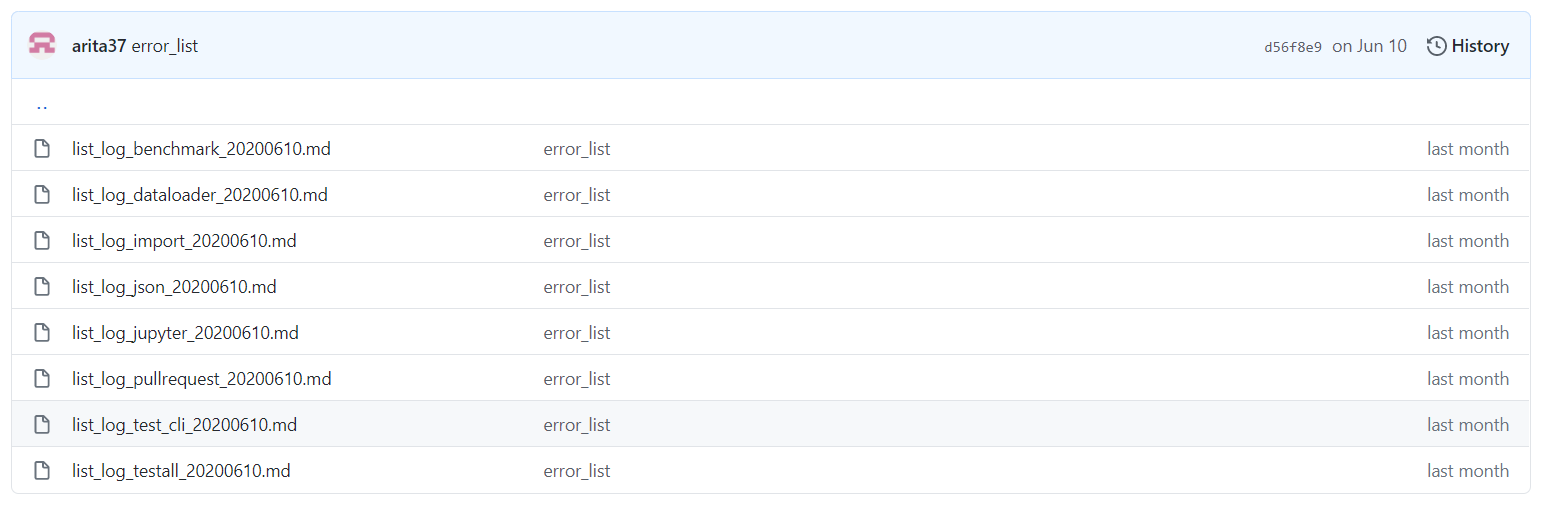 arita37 error_list d56f8e9 on Jun 10 History
..
list_log_benchmark_20200610.md error_list last month
list_log_dataloader_20200610.md error_list last month
list_log_import_20200610.md error_list last month
list_log_json_20200610.md error_list last month
list_log_jupyter_20200610.md error_list last month
list_log_pullrequest_20200610.md error_list last month
list_log_test_cli_20200610.md error_list last month
list_log_testall_20200610.md error_list last month